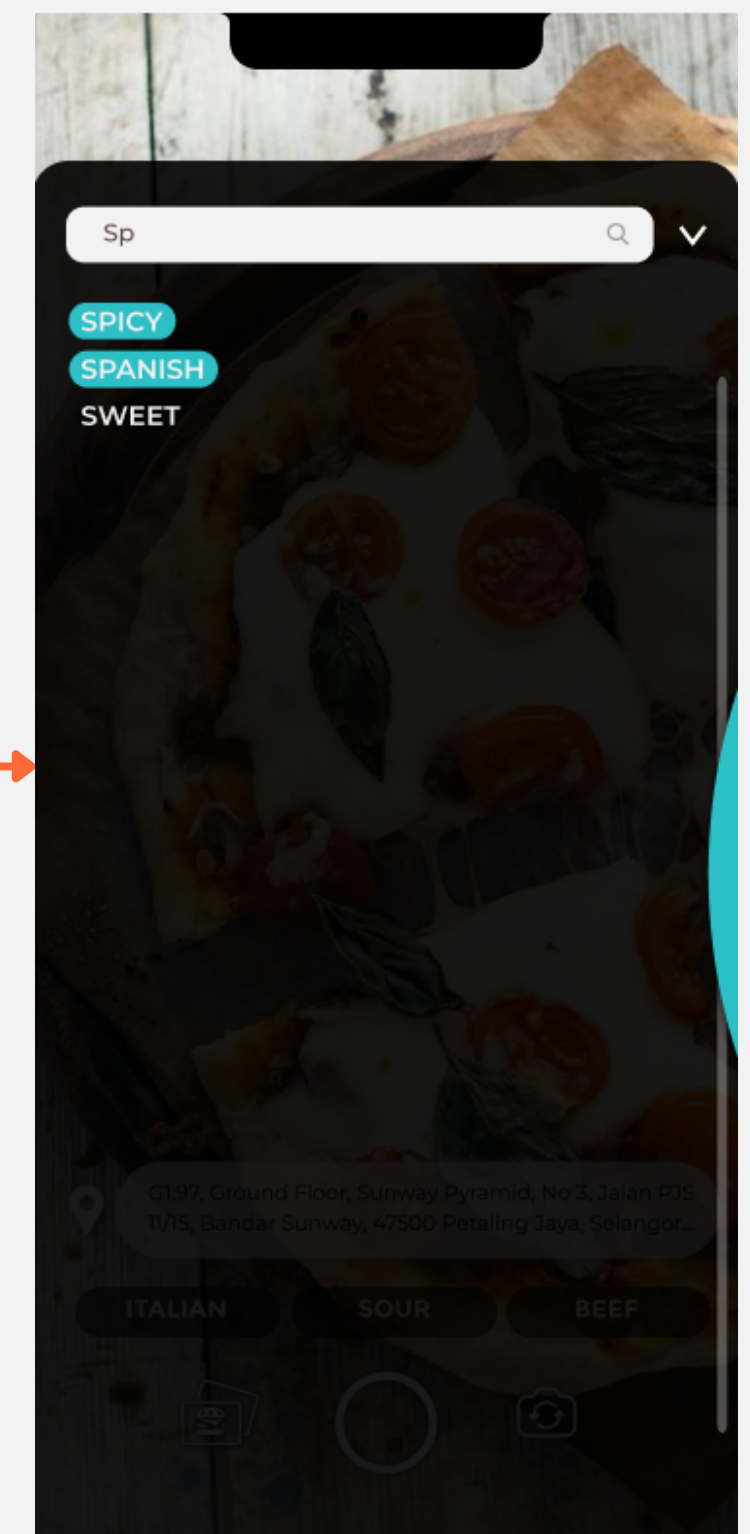 Sp
SPICY
SPANISH
SWEET
G1.97, Ground Floor, Sunway Pyramid, No 3, Jalan PJS
11/15, Bandar Sunway, 47500 Petaling Jaya, Selangor...
ITALIAN SOUR BEEF